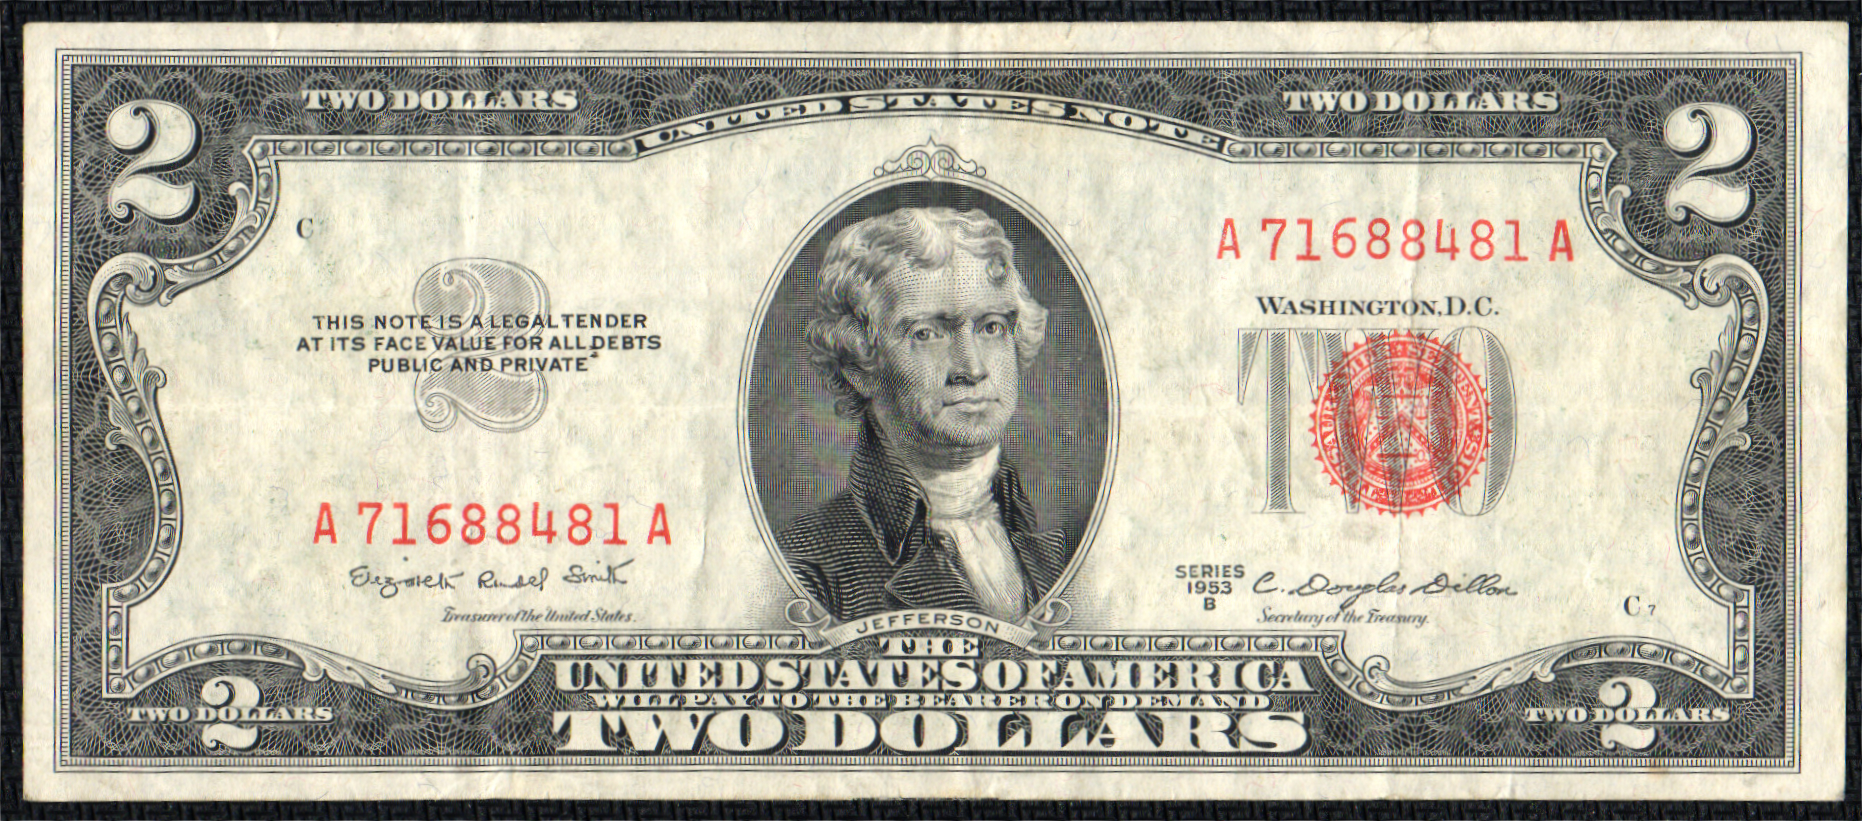 TWO DOLLARS
UNITED STATES NOTE
TWO DOLLARS
2
2
C
A 71688481 A
WASHINGTON, D.C.
2
THIS NOTE IS A LEGAL TENDER
AT ITS FACE VALUE FOR ALL DEBTS
PUBLIC AND PRIVATE
TWO
A 71688481 A
Elizabeth Rudel Smith
Treasurer of the United States.
SERIES
1953
B
C. Douglas Dillon
Secretary of the Treasury.
C 7
JEFFERSON
THE
UNITED STATES OF AMERICA
WILL PAY TO THE BEARER ON DEMAND
TWO DOLLARS
2
TWO DOLLARS
2
TWO DOLLARS